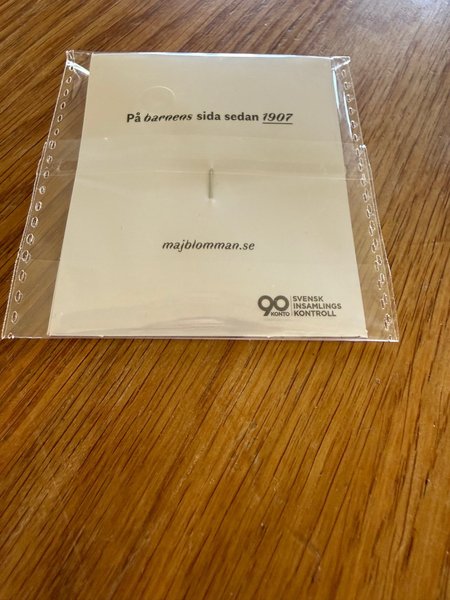 På barnens sida sedan 1907
majblomman.se
90 KONTO
SVENSK
INSAMLINGS
KONTROLL